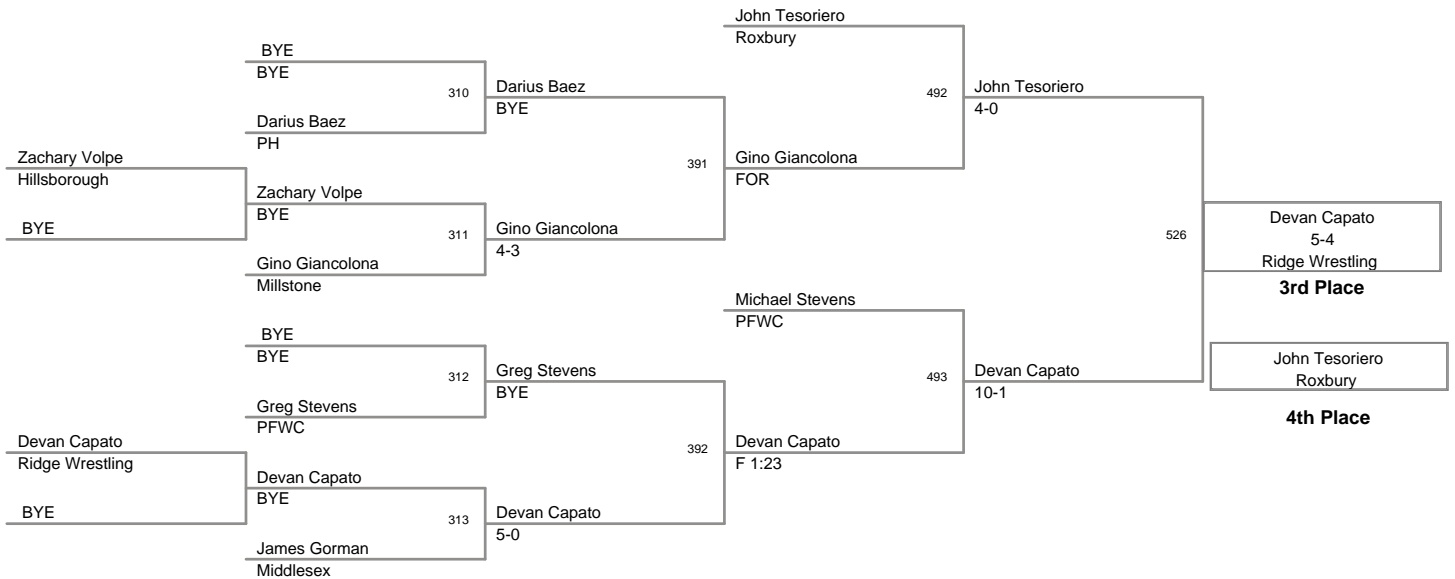 John Tesoriero
Roxbury
BYE
BYE
310
Darius Baez
BYE
492
John Tesoriero
4-0
Darius Baez
PH
Zachary Volpe
Hillsborough
391
Gino Giancolona
FOR
Zachary Volpe
BYE
BYE
311
Gino Giancolona
4-3
526
Devan Capato
5-4
Ridge Wrestling
3rd Place
Gino Giancolona
Millstone
Michael Stevens
PFWC
BYE
BYE
312
Greg Stevens
BYE
493
Devan Capato
10-1
John Tesoriero
Roxbury
4th Place
Greg Stevens
PFWC
Devan Capato
Ridge Wrestling
392
Devan Capato
F 1:23
Devan Capato
BYE
BYE
313
Devan Capato
5-0
James Gorman
Middlesex